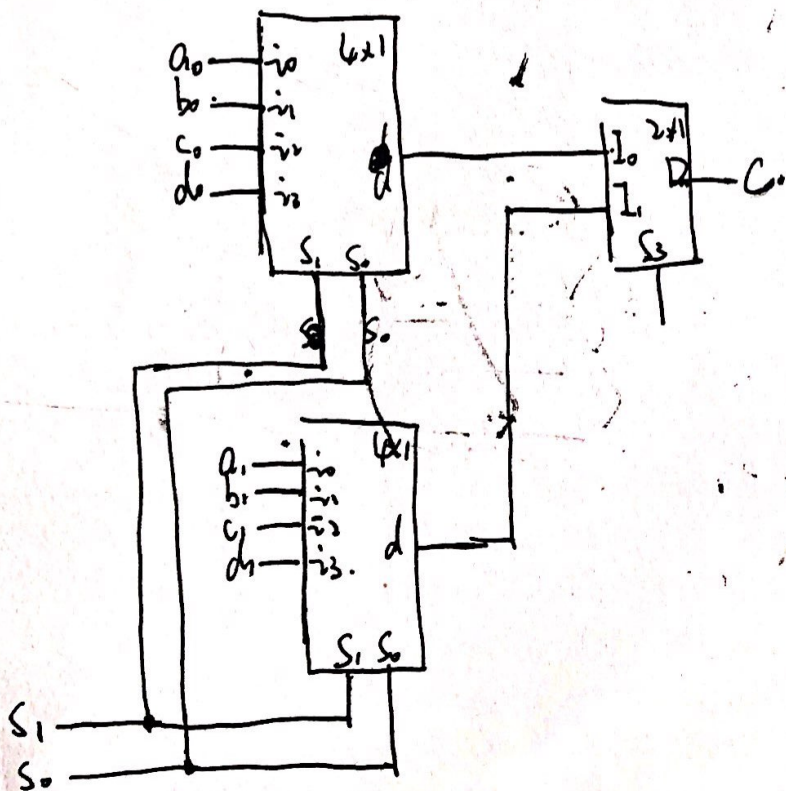 4x1
a₀ i₀
b₀ i₁
c₀ i₂
d₀ i₃
d
S₁ S₀
S₀
2x1
I₀
I₁
D C₀
S3
4x1
a₁ i₀
b₁ i₁
c₁ i₂
d₁ i3.
d
S₁ S₀
S₁
S₀